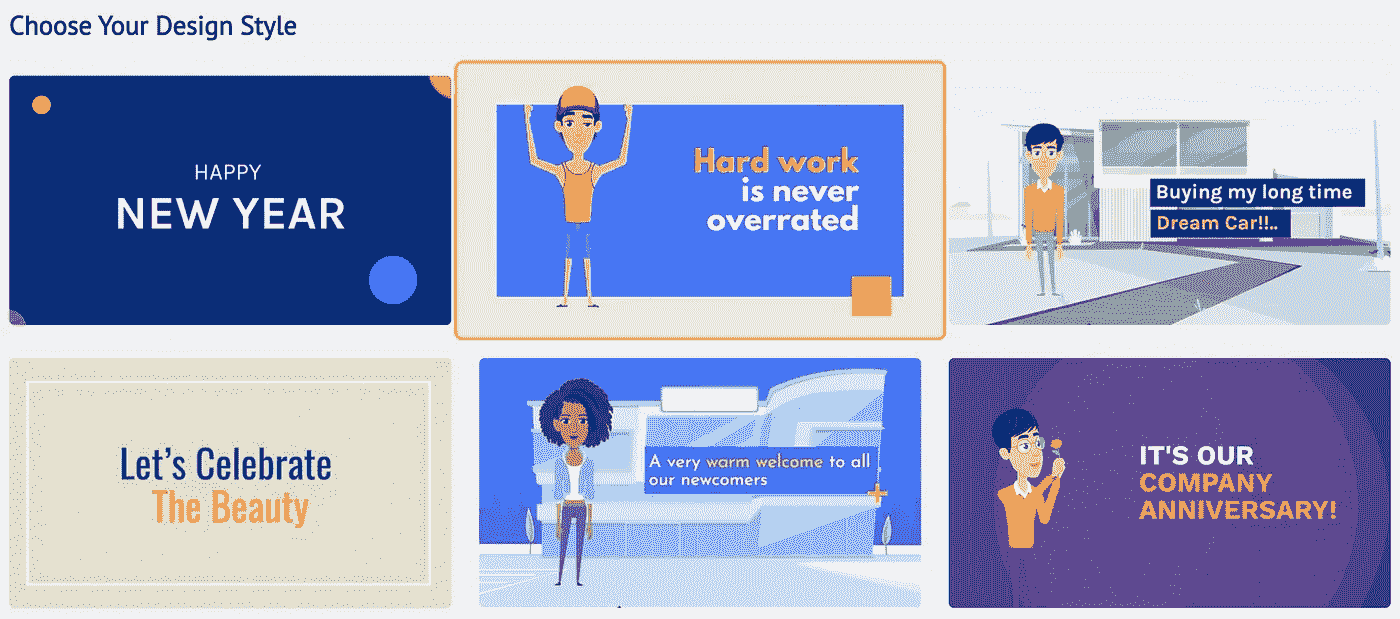 Choose Your Design Style
HAPPY
NEW YEAR
Hard work
is never
overrated
Buying my long time
Dream Car!!..
Let's Celebrate
The Beauty
A very warm welcome to all
our newcomers
IT'S OUR
COMPANY
ANNIVERSARY!